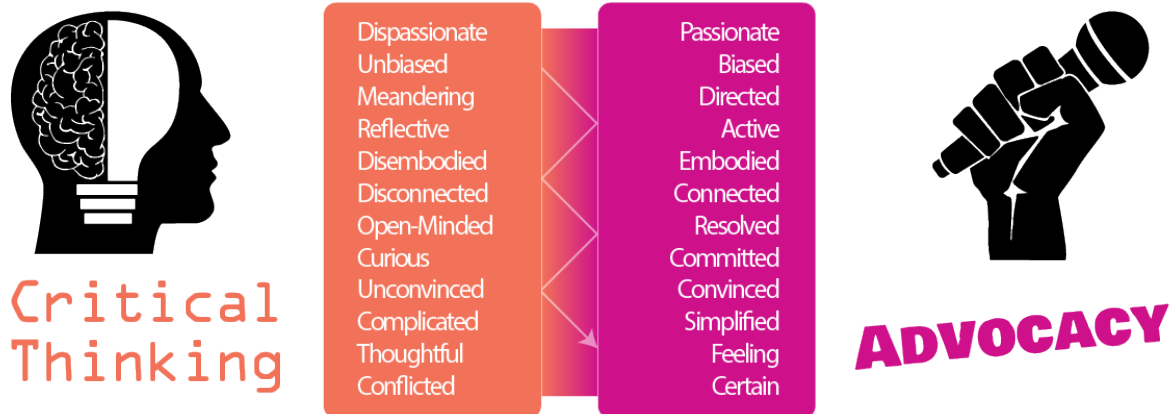 Critical
Thinking
Dispassionate
Unbiased
Meandering
Reflective
Disembodied
Disconnected
Open-Minded
Curious
Unconvinced
Complicated
Thoughtful
Conflicted
Passionate
Biased
Directed
Active
Embodied
Connected
Resolved
Committed
Convinced
Simplified
Feeling
Certain
ADVOCACY